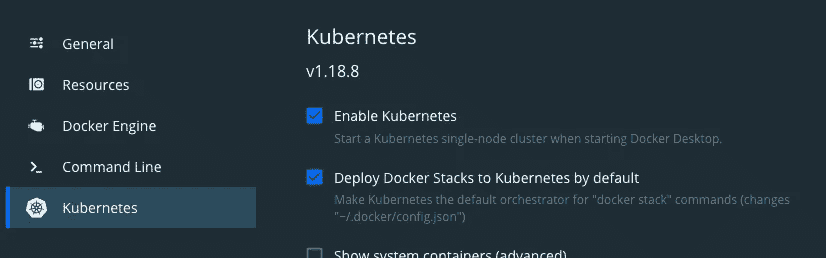 General
Resources
Docker Engine
Command Line
Kubernetes
Kubernetes
v1.18.8
Enable Kubernetes
Start a Kubernetes single-node cluster when starting Docker Desktop.
Deploy Docker Stacks to Kubernetes by default
Make Kubernetes the default orchestrator for "docker stack" commands (changes
"~/.docker/config.json")
Show system containers (advanced)